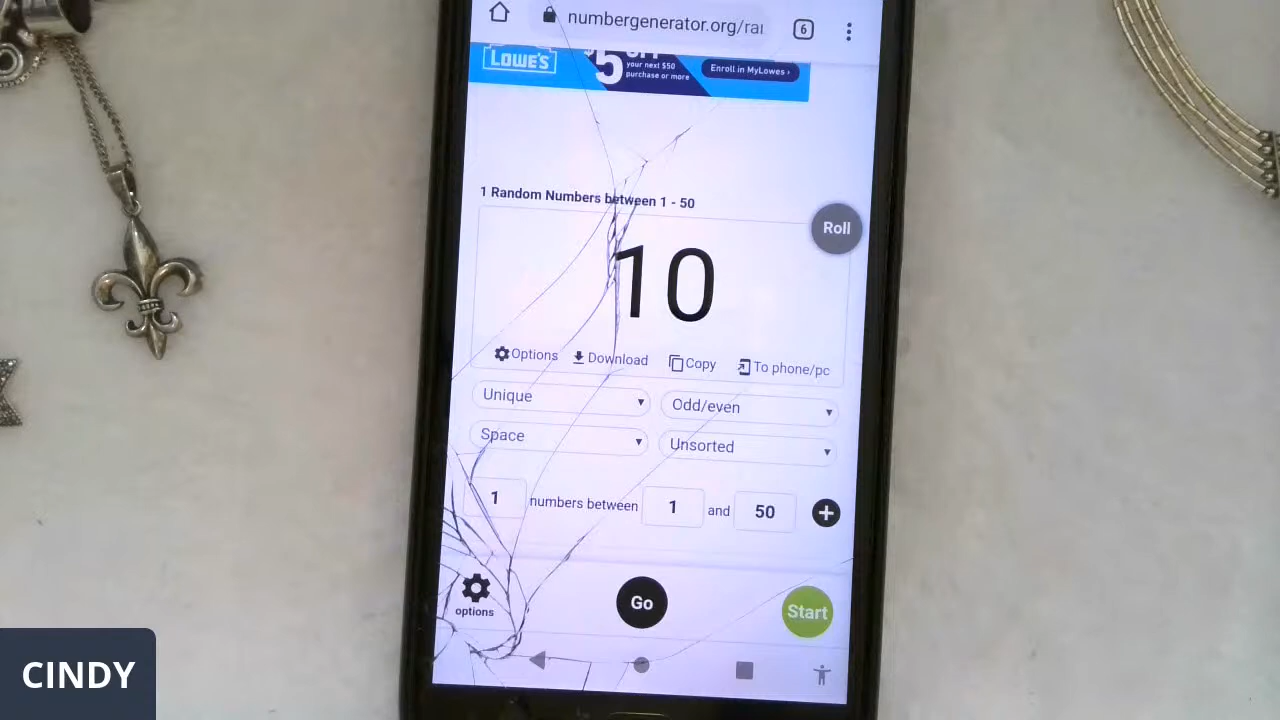 numbergenerator.org/rai
6
LOWE'S
$5 OFF
your next $50
purchase or more
Enroll in MyLowes ›
1 Random Numbers between 1 - 50
Roll
10
Options Download Copy To phone/pc
Unique Odd/even
Space Unsorted
1 numbers between 1 and 50
options
Go
Start
CINDY